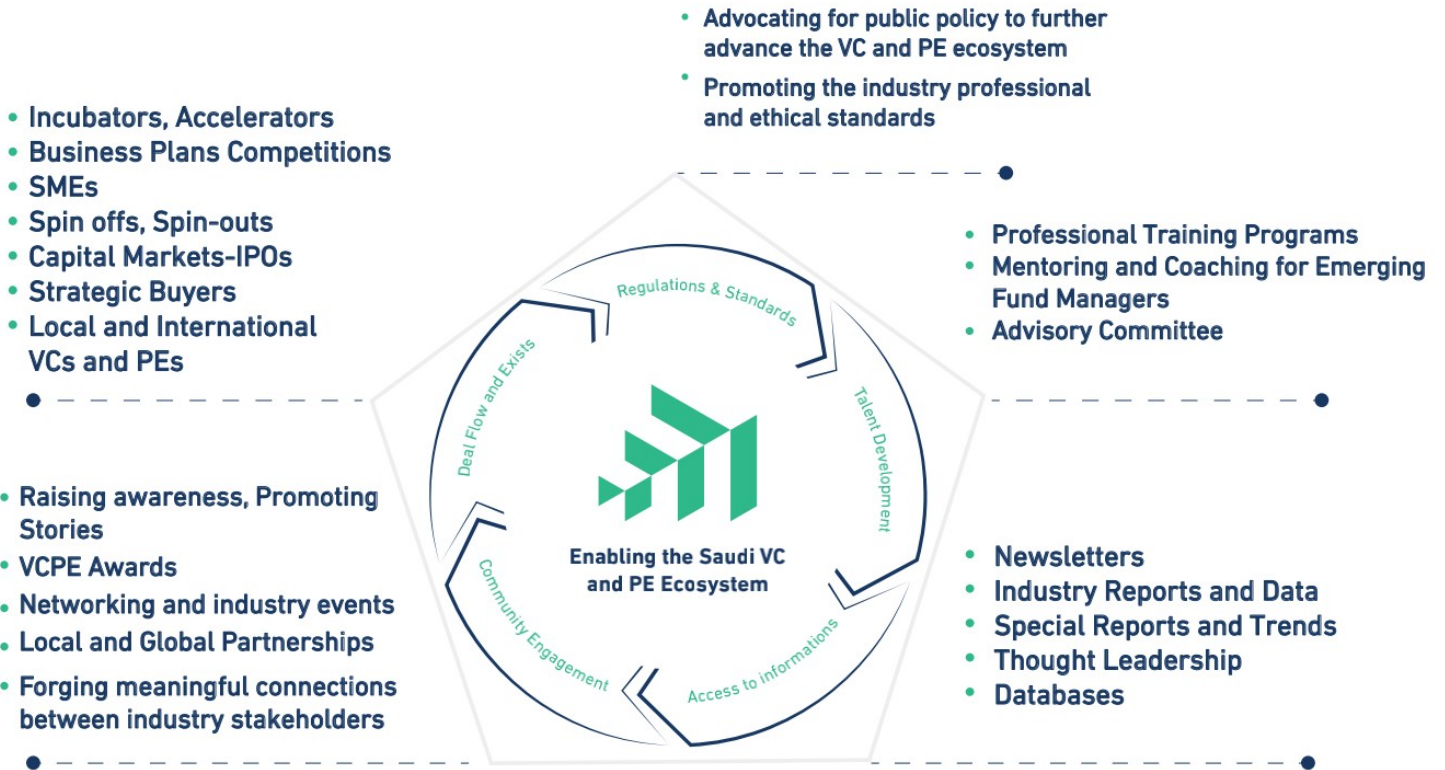 Advocating for public policy to further
advance the VC and PE ecosystem
Promoting the industry professional
and ethical standards
Incubators, Accelerators
Business Plans Competitions
SMEs
Spin offs, Spin-outs
Capital Markets-IPOs
Strategic Buyers
Local and International
VCs and PEs
Professional Training Programs
Mentoring and Coaching for Emerging
Fund Managers
Advisory Committee
Regulations & Standards
Deal Flow and Exists
Talent Development
Enabling the Saudi VC
and PE Ecosystem
Community Engagement
Access to informations
Raising awareness, Promoting
Stories
VCPE Awards
Networking and industry events
Local and Global Partnerships
Forging meaningful connections
between industry stakeholders
Newsletters
Industry Reports and Data
Special Reports and Trends
Thought Leadership
Databases